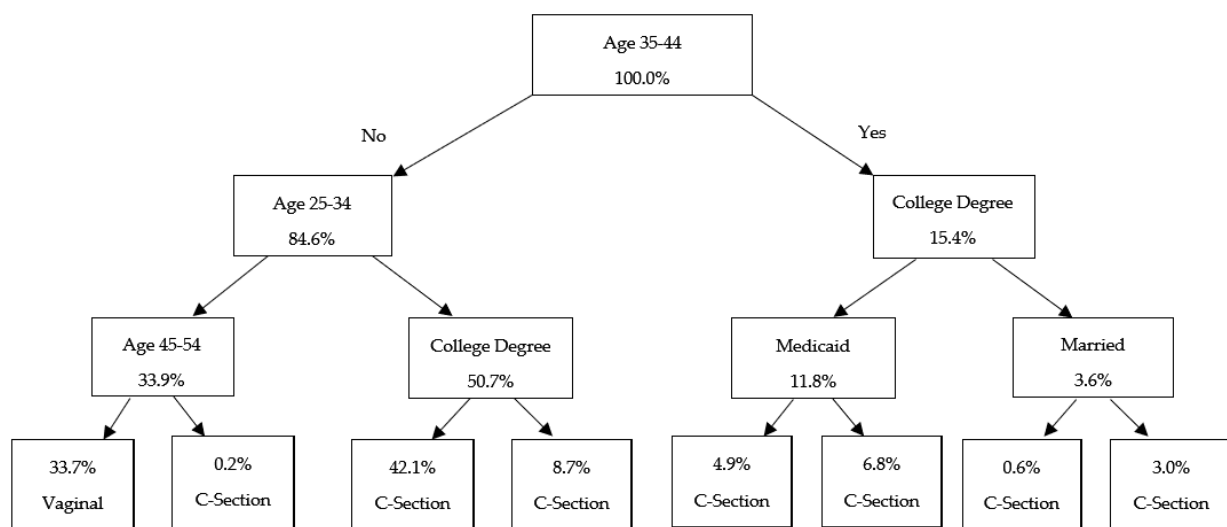 Age 35-44
100.0%
No
Yes
Age 25-34
84.6%
College Degree
15.4%
Age 45-54
33.9%
College Degree
50.7%
Medicaid
11.8%
Married
3.6%
33.7%
Vaginal
0.2%
C-Section
42.1%
C-Section
8.7%
C-Section
4.9%
C-Section
6.8%
C-Section
0.6%
C-Section
3.0%
C-Section